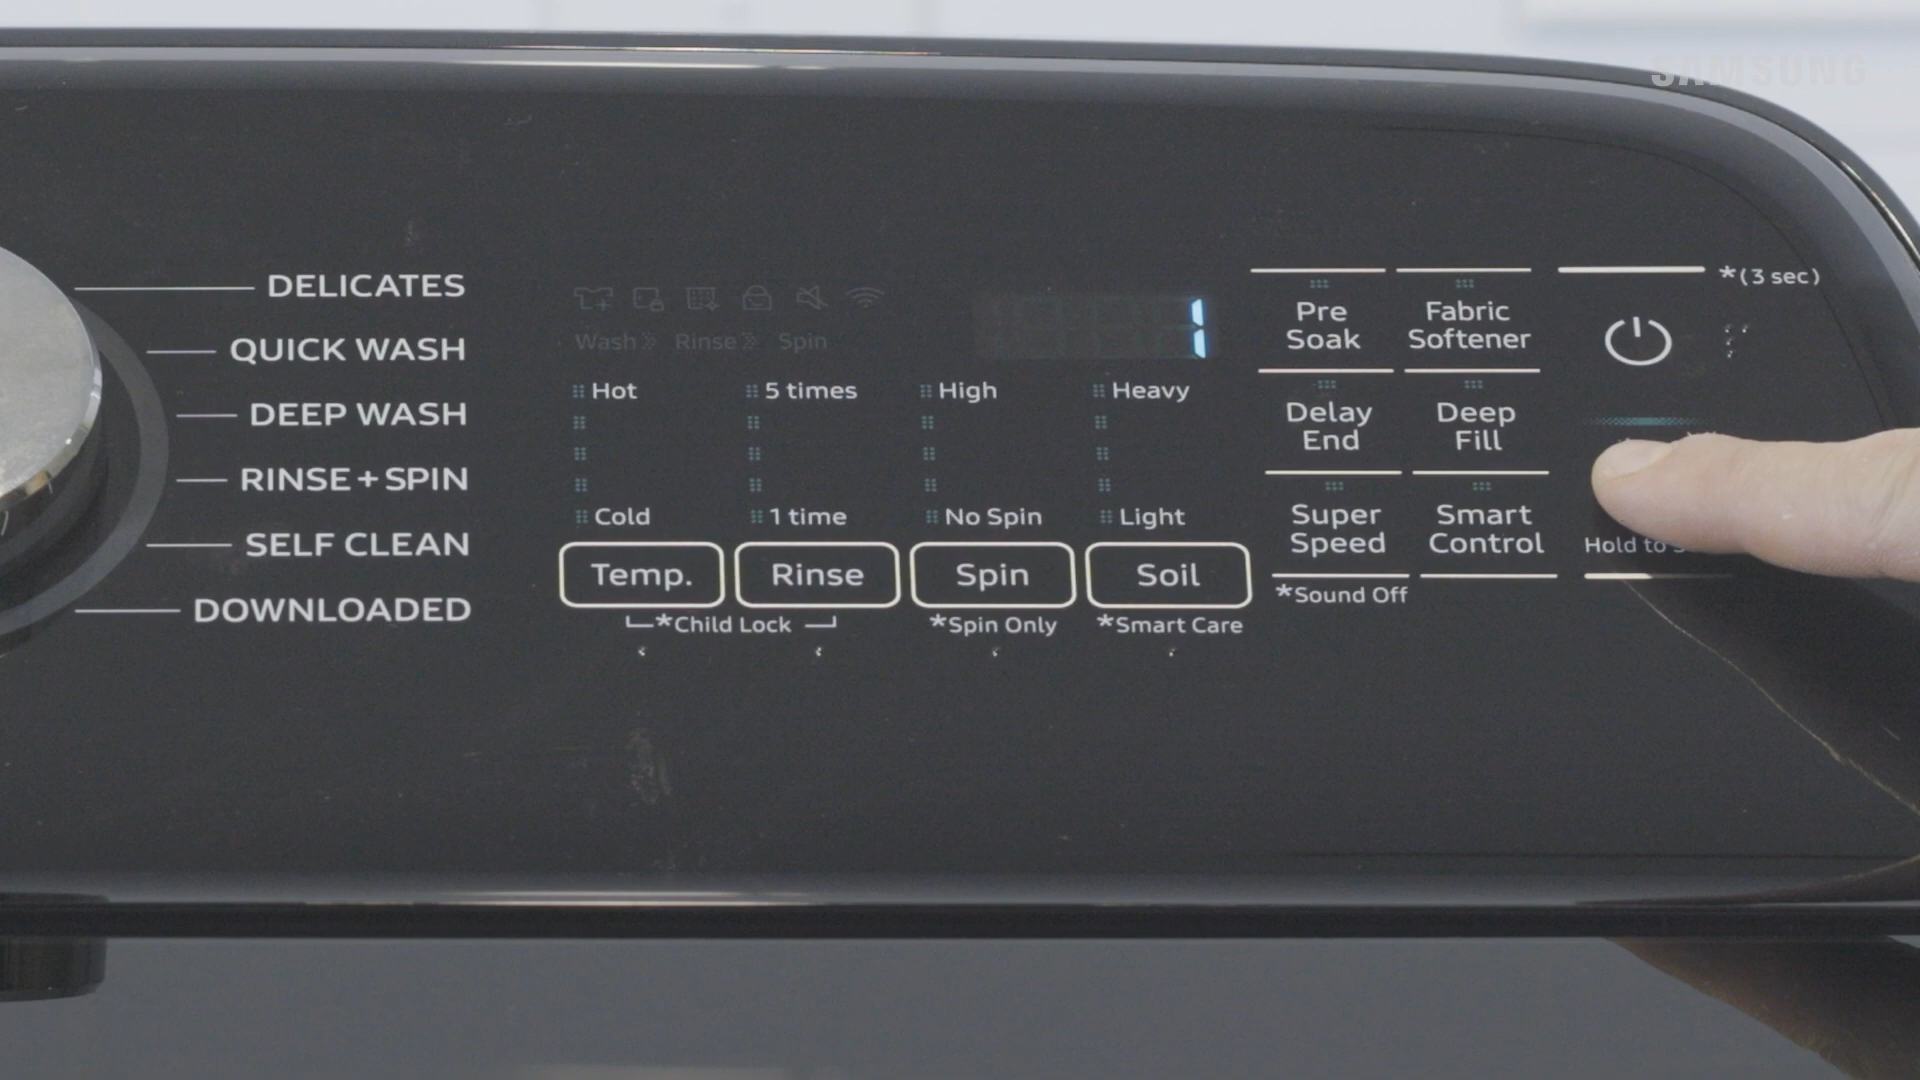 SAMSUNG
DELICATES
QUICK WASH
DEEP WASH
RINSE + SPIN
SELF CLEAN
DOWNLOADED
Wash Rinse Spin
1
Hot
Cold
Temp.
5 times
1 time
Rinse
*Child Lock
High
No Spin
Spin
*Spin Only
Heavy
Light
Soil
*Smart Care
Pre
Soak
Fabric
Softener
Delay
End
Deep
Fill
Super
Speed
*Sound Off
Smart
Control
*(3 sec)
Hold to